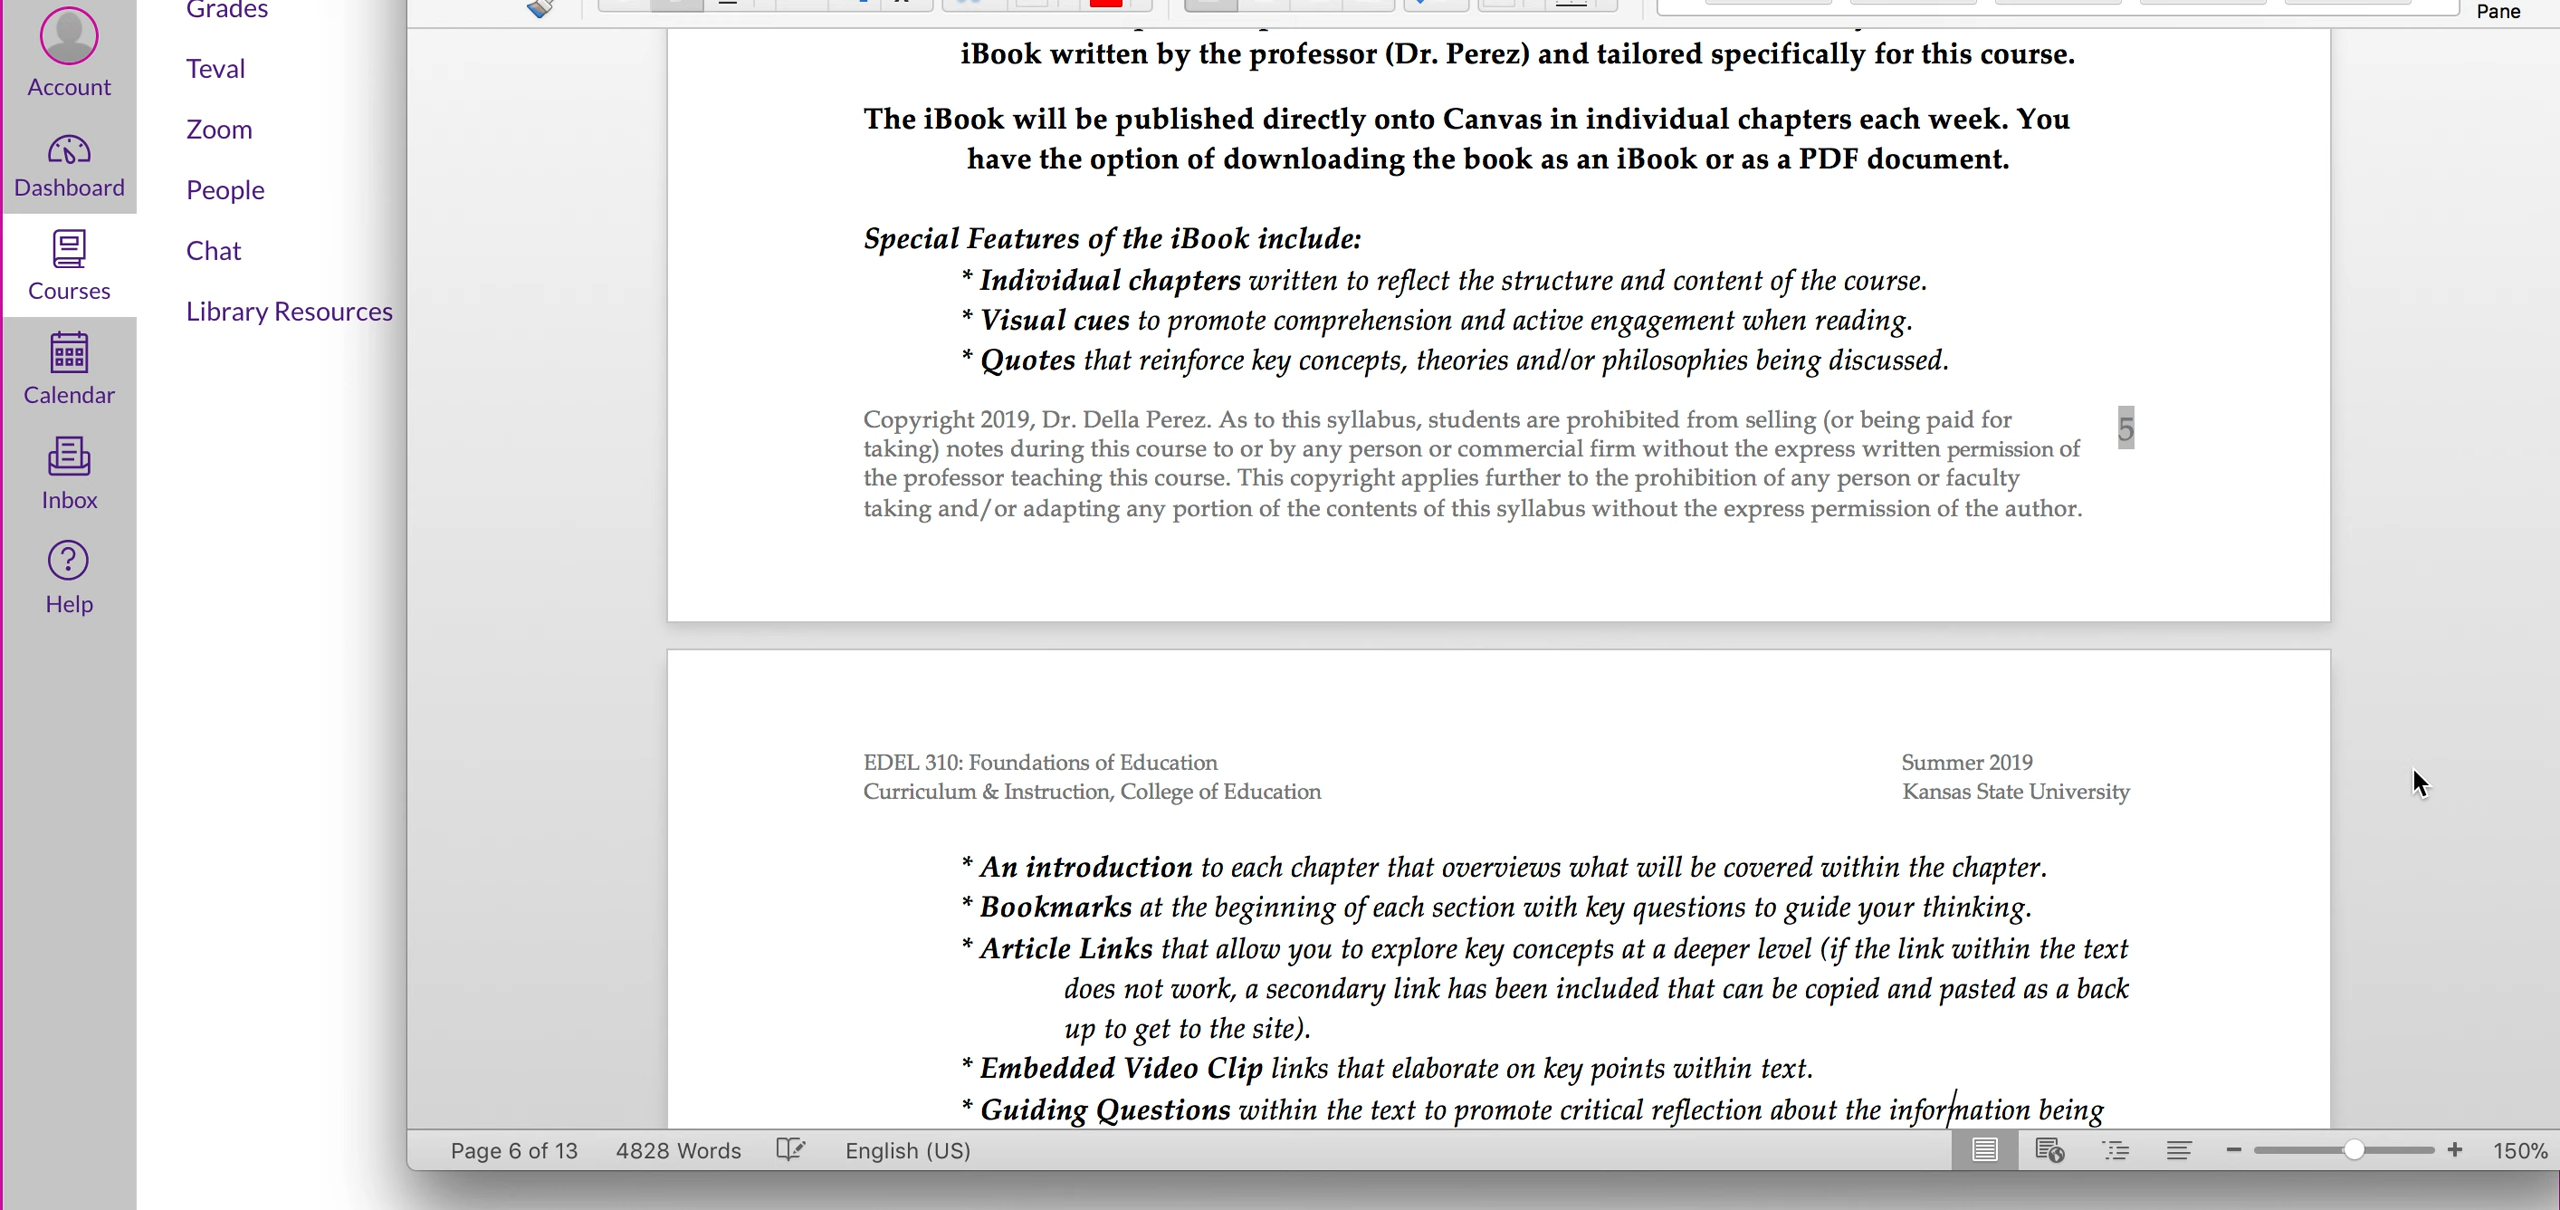 Grades
Teval
Zoom
People
Chat
Library Resources
Account
Dashboard
Courses
Calendar
Inbox
Help
Pane
iBook written by the professor (Dr. Perez) and tailored specifically for this course.
The iBook will be published directly onto Canvas in individual chapters each week. You
have the option of downloading the book as an iBook or as a PDF document.
Special Features of the iBook include:
* Individual chapters written to reflect the structure and content of the course.
* Visual cues to promote comprehension and active engagement when reading.
* Quotes that reinforce key concepts, theories and/or philosophies being discussed.
Copyright 2019, Dr. Della Perez. As to this syllabus, students are prohibited from selling (or being paid for
taking) notes during this course to or by any person or commercial firm without the express written permission of
the professor teaching this course. This copyright applies further to the prohibition of any person or faculty
taking and/or adapting any portion of the contents of this syllabus without the express permission of the author.
5
EDEL 310: Foundations of Education
Summer 2019
Curriculum & Instruction, College of Education
Kansas State University
* An introduction to each chapter that overviews what will be covered within the chapter.
* Bookmarks at the beginning of each section with key questions to guide your thinking.
* Article Links that allow you to explore key concepts at a deeper level (if the link within the text
does not work, a secondary link has been included that can be copied and pasted as a back
up to get to the site).
* Embedded Video Clip links that elaborate on key points within text.
* Guiding Questions within the text to promote critical reflection about the information being
Page 6 of 13
4828 Words
English (US)
150%